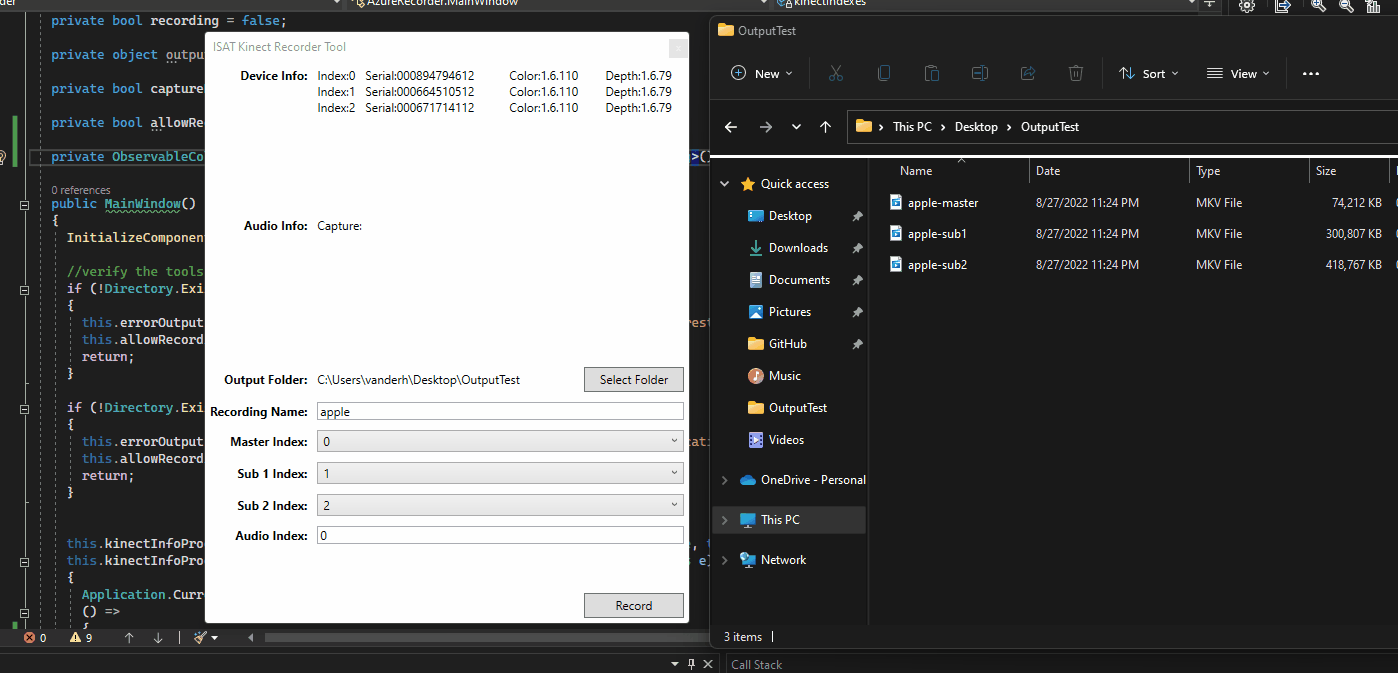 der
AzureRecorder.MainWindow
kinectIndexes
private bool recording = false;
private object outpu
private bool capture
private bool allowRe
private ObservableCo
>()
0 references
public MainWindow()
{
InitializeComponen
//verify the tools
if (!Directory.Exi
{
this.errorOutput
this.allowRecord
return;
}
if (!Directory.Exi
{
this.errorOutput
this.allowRecord
return;
}
this.kinectInfoPro
this.kinectInfoPro
{
Application.Curr
() =>
{
0
9
ISAT Kinect Recorder Tool
Device Info: Index:0 Serial:000894794612 Color:1.6.110 Depth:1.6.79
Index:1 Serial:000664510512 Color:1.6.110 Depth:1.6.79
Index:2 Serial:000671714112 Color:1.6.110 Depth:1.6.79
Audio Info: Capture:
Output Folder: C:\Users\vanderh\Desktop\OutputTest Select Folder
Recording Name: apple
Master Index: 0
Sub 1 Index: 1
Sub 2 Index: 2
Audio Index: 0
Record
OutputTest
New Sort View
This PC > Desktop > OutputTest
Name Date Type Size
apple-master 8/27/2022 11:24 PM MKV File 74,212 KB
apple-sub1 8/27/2022 11:24 PM MKV File 300,807 KB
apple-sub2 8/27/2022 11:24 PM MKV File 418,767 KB
Quick access
Desktop
Downloads
Documents
Pictures
GitHub
Music
OutputTest
Videos
OneDrive - Personal
This PC
Network
3 items
Call Stack